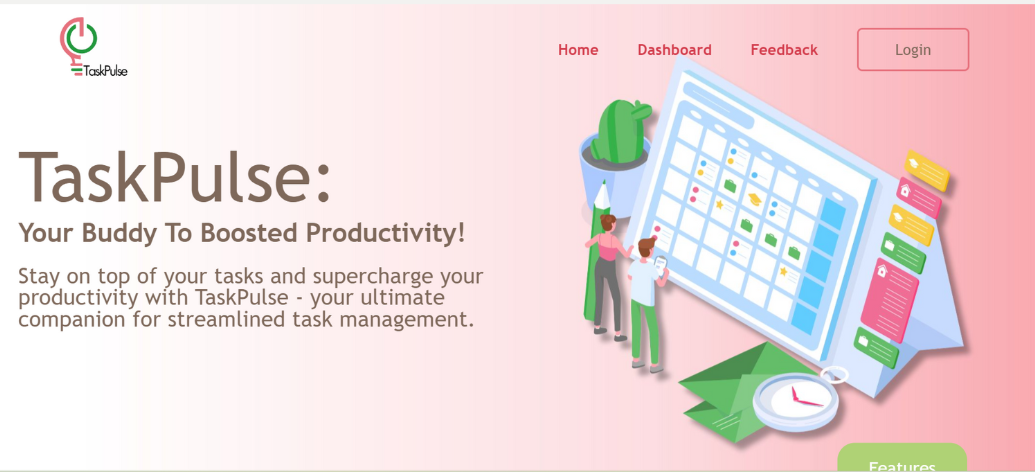 TaskPulse
Home
Dashboard
Feedback
Login
TaskPulse:
Your Buddy To Boosted Productivity!
Stay on top of your tasks and supercharge your
productivity with TaskPulse - your ultimate
companion for streamlined task management.
Features